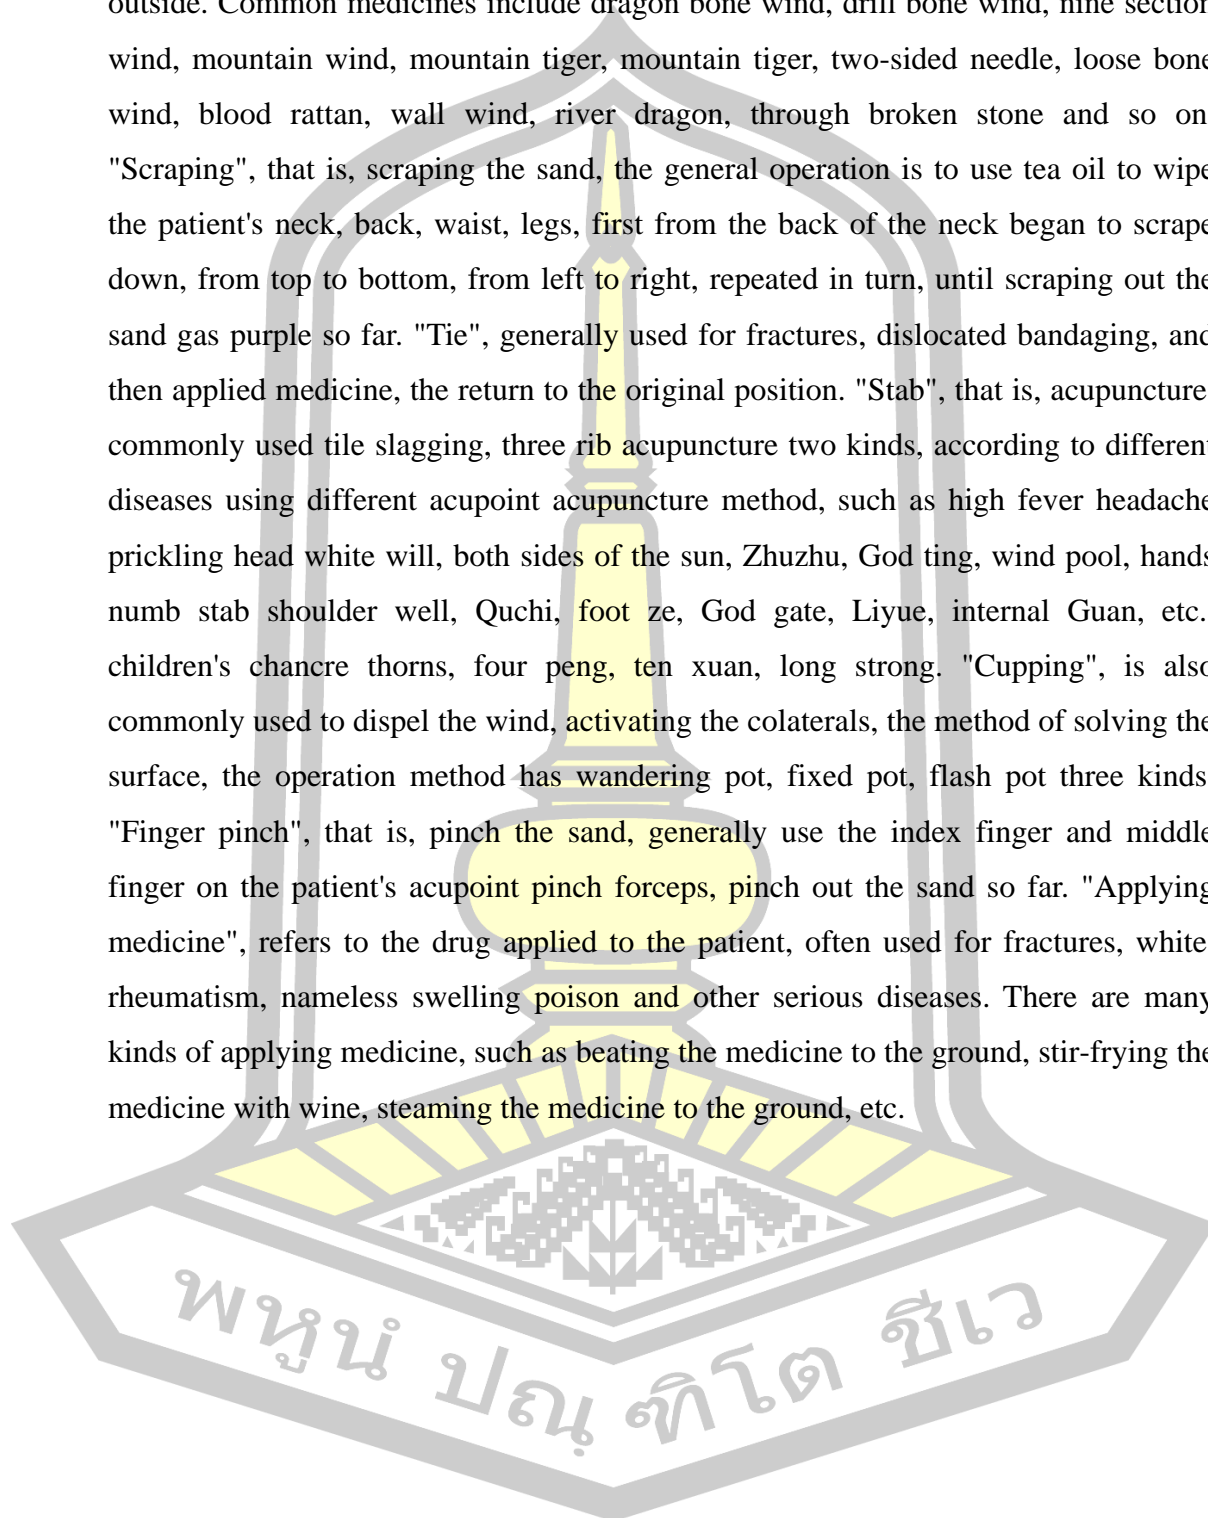 outside. Common medicines include dragon bone wind, drill bone wind, nine section
wind, mountain wind, mountain tiger, mountain tiger, two-sided needle, loose bone
wind, blood rattan, wall wind, river dragon, through broken stone and so on
"Scraping", that is, scraping the sand, the general operation is to use tea oil to wipe
the patient's neck, back, waist, legs, first from the back of the neck began to scrape
down, from top to bottom, from left to right, repeated in turn, until scraping out the
sand gas purple so far. "Tie", generally used for fractures, dislocated bandaging, and
then applied medicine, the return to the original position. "Stab", that is, acupuncture
commonly used tile slagging, three rib acupuncture two kinds, according to different
diseases using different acupoint acupuncture method, such as high fever headache
prickling head white will, both sides of the sun, Zhuzhu, God ting, wind pool, hands
numb stab shoulder well, Quchi, foot ze, God gate, Liyue, internal Guan, etc.
children's chancre thorns, four peng, ten xuan, long strong. "Cupping", is also
commonly used to dispel the wind, activating the colaterals, the method of solving the
surface, the operation method has wandering pot, fixed pot, flash pot three kinds
"Finger pinch", that is, pinch the sand, generally use the index finger and middle
finger on the patient's acupoint pinch forceps, pinch out the sand so far. "Applying
medicine", refers to the drug applied to the patient, often used for fractures, white
rheumatism, nameless swelling poison and other serious diseases. There are many
kinds of applying medicine, such as beating the medicine to the ground, stir-frying the
medicine with wine, steaming the medicine to the ground, etc.
พหูนํ ปณฺฑิโต ชีเว